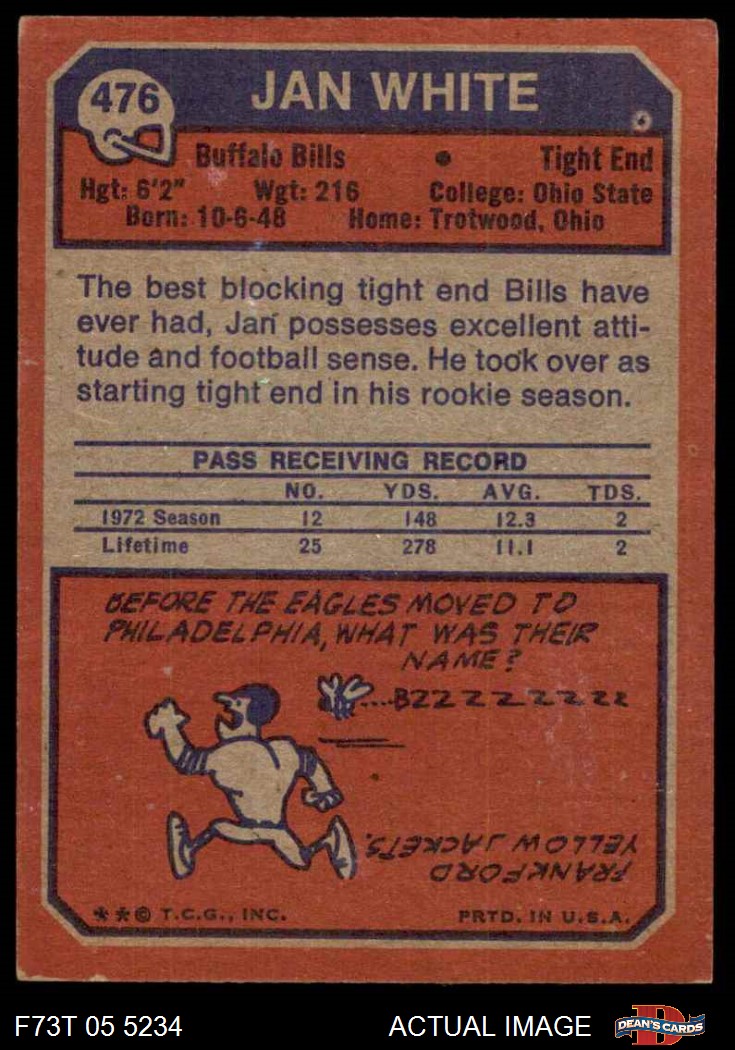 476
JAN WHITE
Buffalo Bills • Tight End
Hgt: 6'2" Wgt: 216 College: Ohio State
Born: 10-6-48 Home: Trotwood, Ohio
The best blocking tight end Bills have
ever had, Jan possesses excellent atti-
tude and football sense. He took over as
starting tight end in his rookie season.
PASS RECEIVING RECORD
NO. YDS. AVG. TDS.
1972 Season 12 148 12.3 2
Lifetime 25 278 11.1 2
BEFORE THE EAGLES MOVED TO
PHILADELPHIA, WHAT WAS THEIR
NAME?
....BZZZZZZZZZ
FRANKFORD
YELLOW JACKETS.
**© T.C.G., INC. PRTD. IN U.S.A.
F73T 05 5234 ACTUAL IMAGE D DEAN'S CARDS